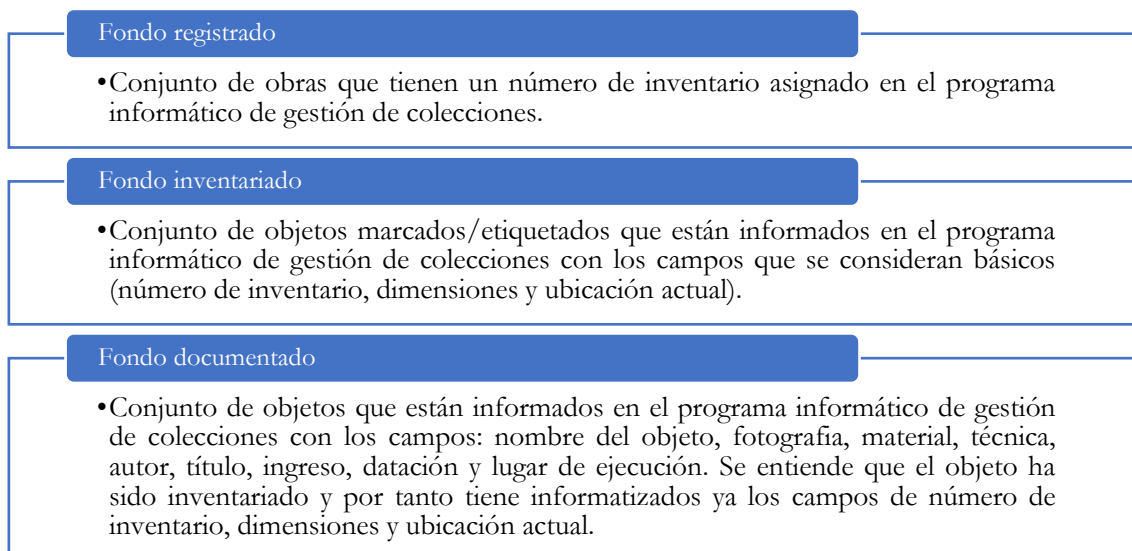 Fondo registrado
•Conjunto de obras que tienen un número de inventario asignado en el programa
informático de gestión de colecciones.
Fondo inventariado
•Conjunto de objetos marcados/etiquetados que están informados en el programa
informático de gestión de colecciones con los campos que se consideran básicos
(número de inventario, dimensiones y ubicación actual).
Fondo documentado
•Conjunto de objetos que están informados en el programa informático de gestión
de colecciones con los campos: nombre del objeto, fotografia, material, técnica,
autor, título, ingreso, datación y lugar de ejecución. Se entiende que el objeto ha
sido inventariado y por tanto tiene informatizados ya los campos de número de
inventario, dimensiones y ubicación actual.